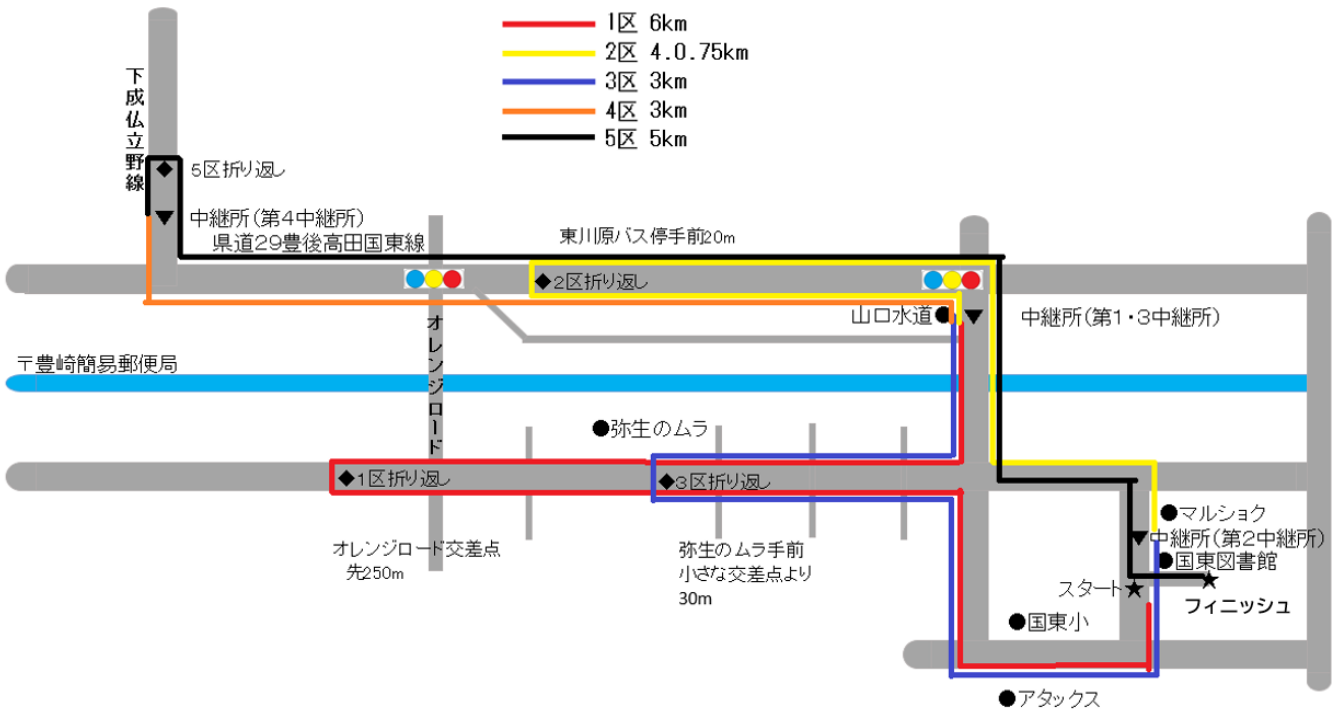 1区 6km
2区 4.0.75km
3区 3km
4区 3km
5区 5km
下成仏立野線
◆ 5区折り返し
▼ 中継所(第4中継所)
県道29豊後高田国東線
東川原バス停手前20m
◆2区折り返し
山口水道●▼ 中継所(第1・3中継所)
オレンジロード
〒豊崎簡易郵便局
●弥生のムラ
◆1区折り返し
◆3区折り返し
●マルショク
▼中継所(第2中継所)
●国東図書館
オレンジロード交差点
先250m
弥生のムラ手前
小さな交差点より
30m
スタート★
★
フィニッシュ
●国東小
●アタックス